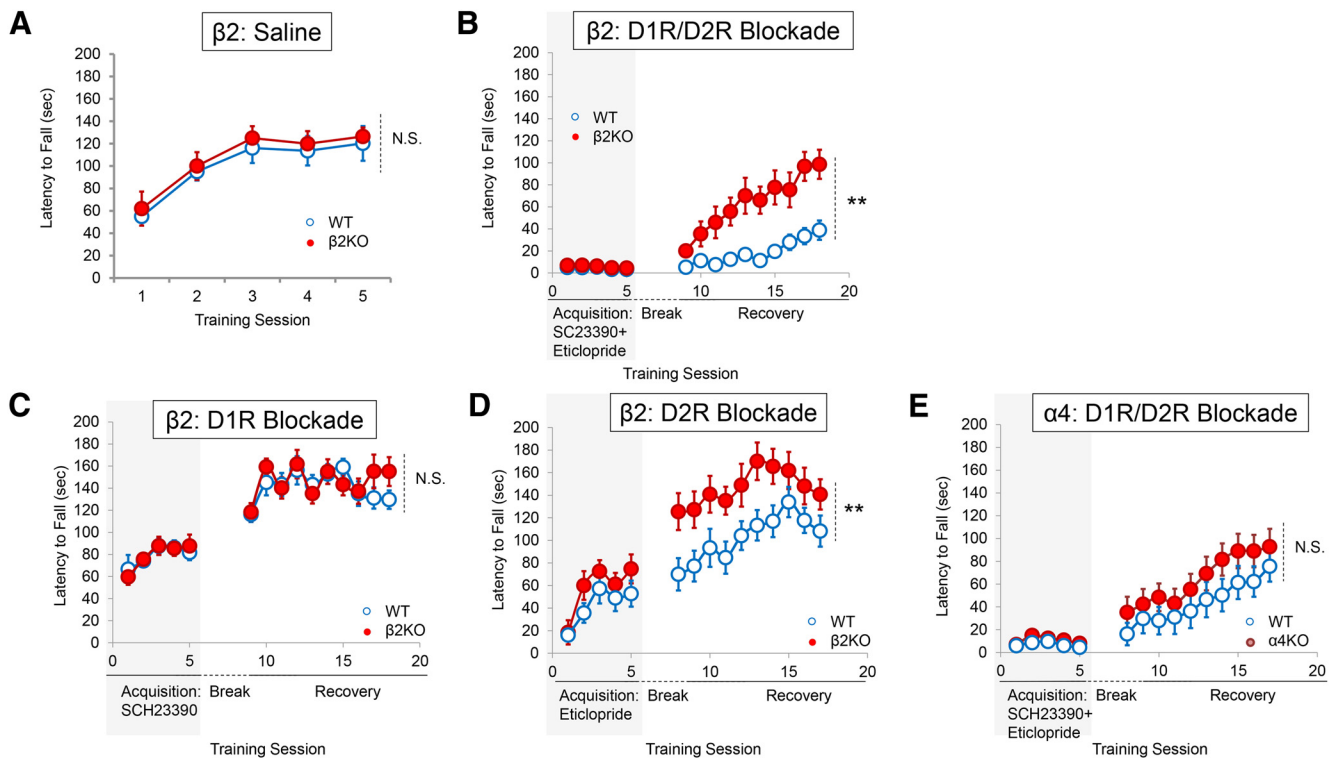 A
β2: Saline
Latency to Fall (sec)
200
180
160
140
120
100
80
60
40
20
0
N.S.
WT
β2KO
1 2 3 4 5
Training Session
B
β2: D1R/D2R Blockade
Latency to Fall (sec)
200
180
160
140
120
100
80
60
40
20
0
WT
β2KO
**
0 5 10 15 20
Acquisition: Break Recovery
SC23390+
Eticlopride
Training Session
C
β2: D1R Blockade
Latency to Fall (sec)
200
180
160
140
120
100
80
60
40
20
0
N.S.
WT
β2KO
0 5 10 15 20
Acquisition: Break Recovery
SCH23390
Training Session
D
β2: D2R Blockade
Latency to Fall (sec)
200
180
160
140
120
100
80
60
40
20
0
**
WT
β2KO
0 5 10 15 20
Acquisition: Break Recovery
Eticlopride
Training Session
E
α4: D1R/D2R Blockade
Latency to Fall (sec)
200
180
160
140
120
100
80
60
40
20
0
N.S.
WT
α4KO
0 5 10 15 20
Acquisition: Break Recovery
SCH23390+
Eticlopride
Training Session